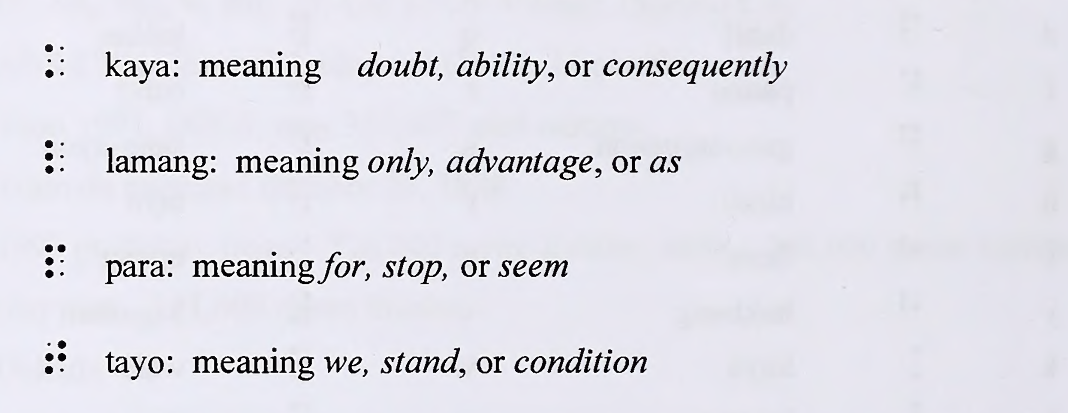 ⠅ kaya: meaning doubt, ability, or consequently
⠇ lamang: meaning only, advantage, or as
⠏ para: meaning for, stop, or seem
⠞ tayo: meaning we, stand, or condition